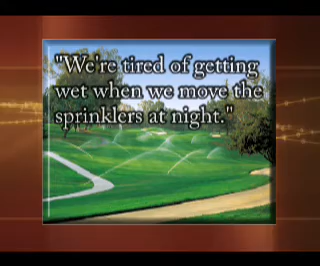 "We're tired of getting
wet when we move the
sprinklers at night."